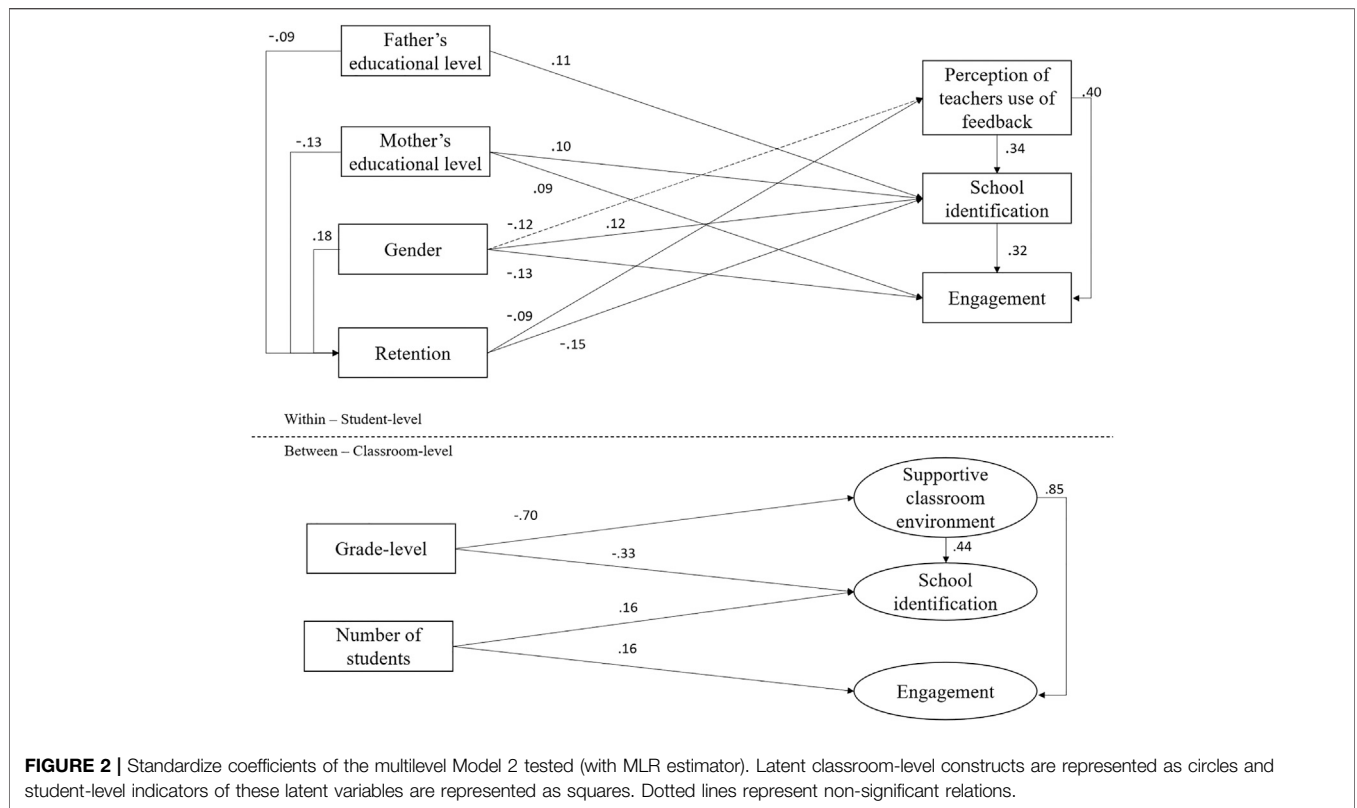 -.09
Father's
educational level
.11
Perception of
teachers use of
feedback
.40
-.13
Mother's
educational level
.10
.09
.34
School
identification
.18
Gender
-.12
.12
-.13
.32
Engagement
Retention
-.09
-.15
Within – Student-level
Between – Classroom-level
Supportive
classroom
environment
.85
Grade-level
-.70
-.33
.44
School
identification
Number of
students
.16
.16
Engagement
FIGURE 2 | Standardize coefficients of the multilevel Model 2 tested (with MLR estimator). Latent classroom-level constructs are represented as circles and
student-level indicators of these latent variables are represented as squares. Dotted lines represent non-significant relations.